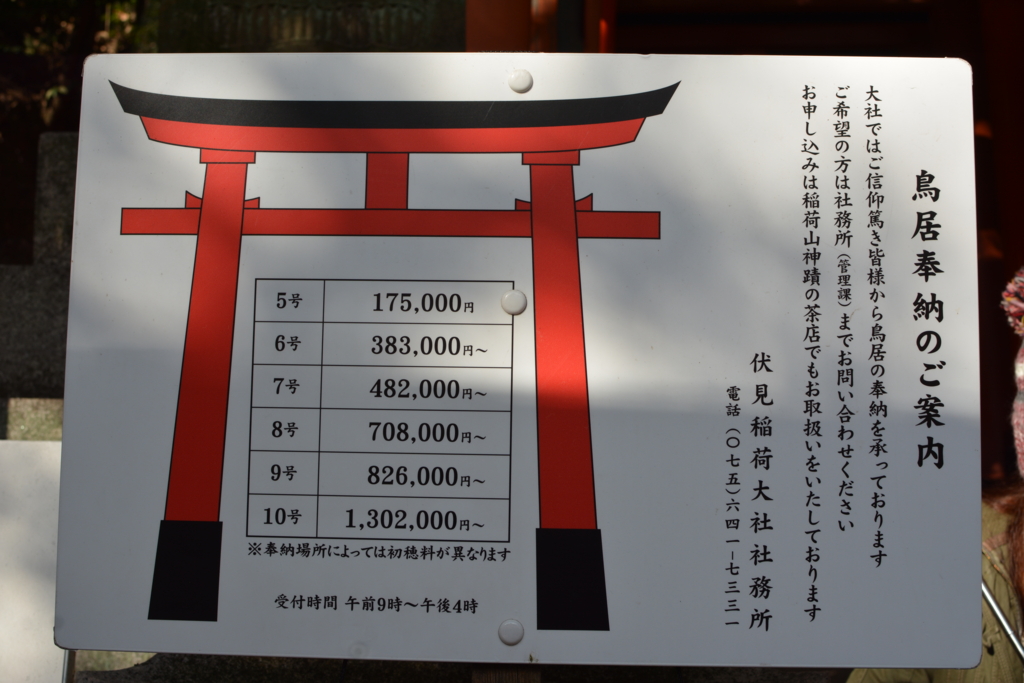 鳥居奉納のご案内
大社ではご信仰篤き皆様から鳥居の奉納を承っております
ご希望の方は社務所（管理課）までお問い合わせください
お申し込みは稲荷山神蹟の茶店でもお取扱いをいたしております
伏見稲荷大社社務所
電話（〇七五）六四一－七三三一
5号 175,000円
6号 383,000円～
7号 482,000円～
8号 708,000円～
9号 826,000円～
10号 1,302,000円～
※奉納場所によっては初穂料が異なります
受付時間 午前9時～午後4時